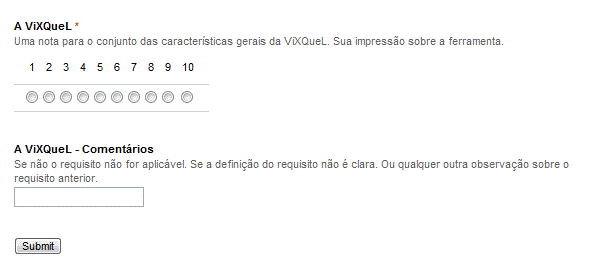 A ViXQueL *
Uma nota para o conjunto das características gerais da ViXQueL. Sua impressão sobre a ferramenta.
1 2 3 4 5 6 7 8 9 10
A ViXQueL - Comentários
Se não o requisito não for aplicável. Se a definição do requisito não é clara. Ou qualquer outra observação sobre o
requisito anterior.
Submit